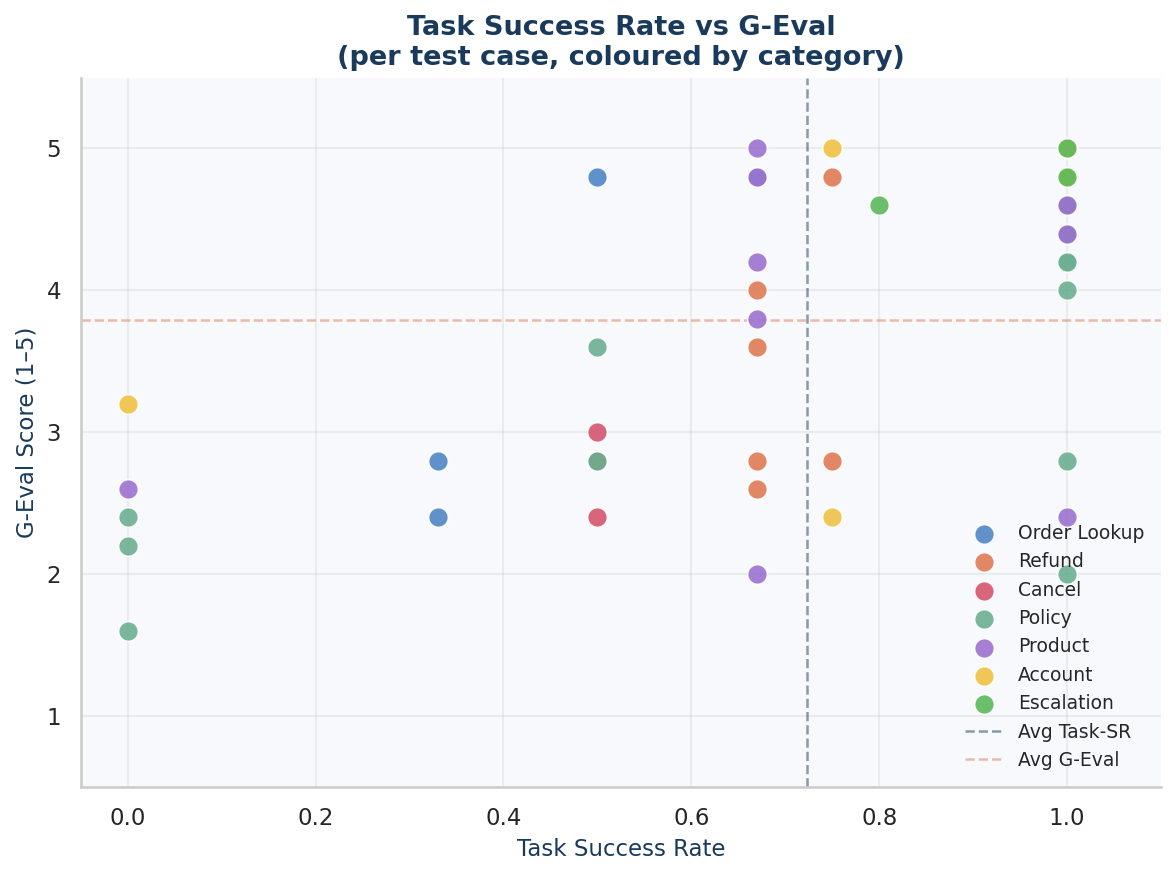 Task Success Rate vs G-Eval
(per test case, coloured by category)
G-Eval Score (1–5)
5
4
3
2
1
Order Lookup
Refund
Cancel
Policy
Product
Account
Escalation
Avg Task-SR
Avg G-Eval
0.0 0.2 0.4 0.6 0.8 1.0
Task Success Rate